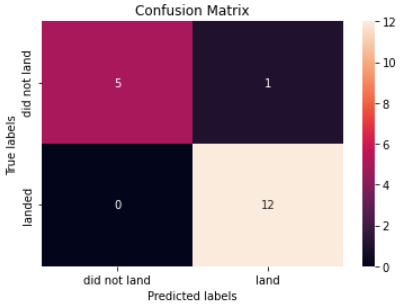 Confusion Matrix
True labels
did not land
landed
5
1
0
12
did not land
land
Predicted labels
12
10
8
6
4
2
0